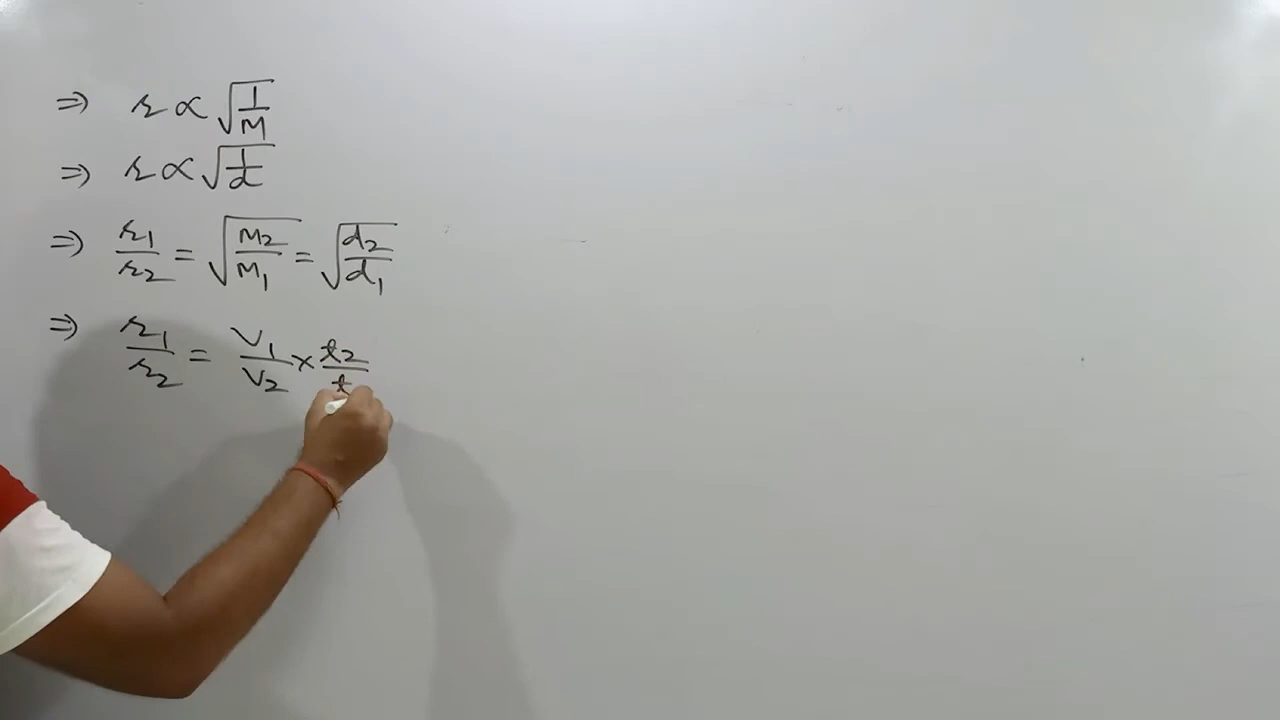 ⇒ r ∝ √(1/M)
⇒ r ∝ √(1/d)
⇒ r1/r2 = √(M2/M1) = √(d2/d1)
⇒ r1/r2 = V1/V2 × t2/t